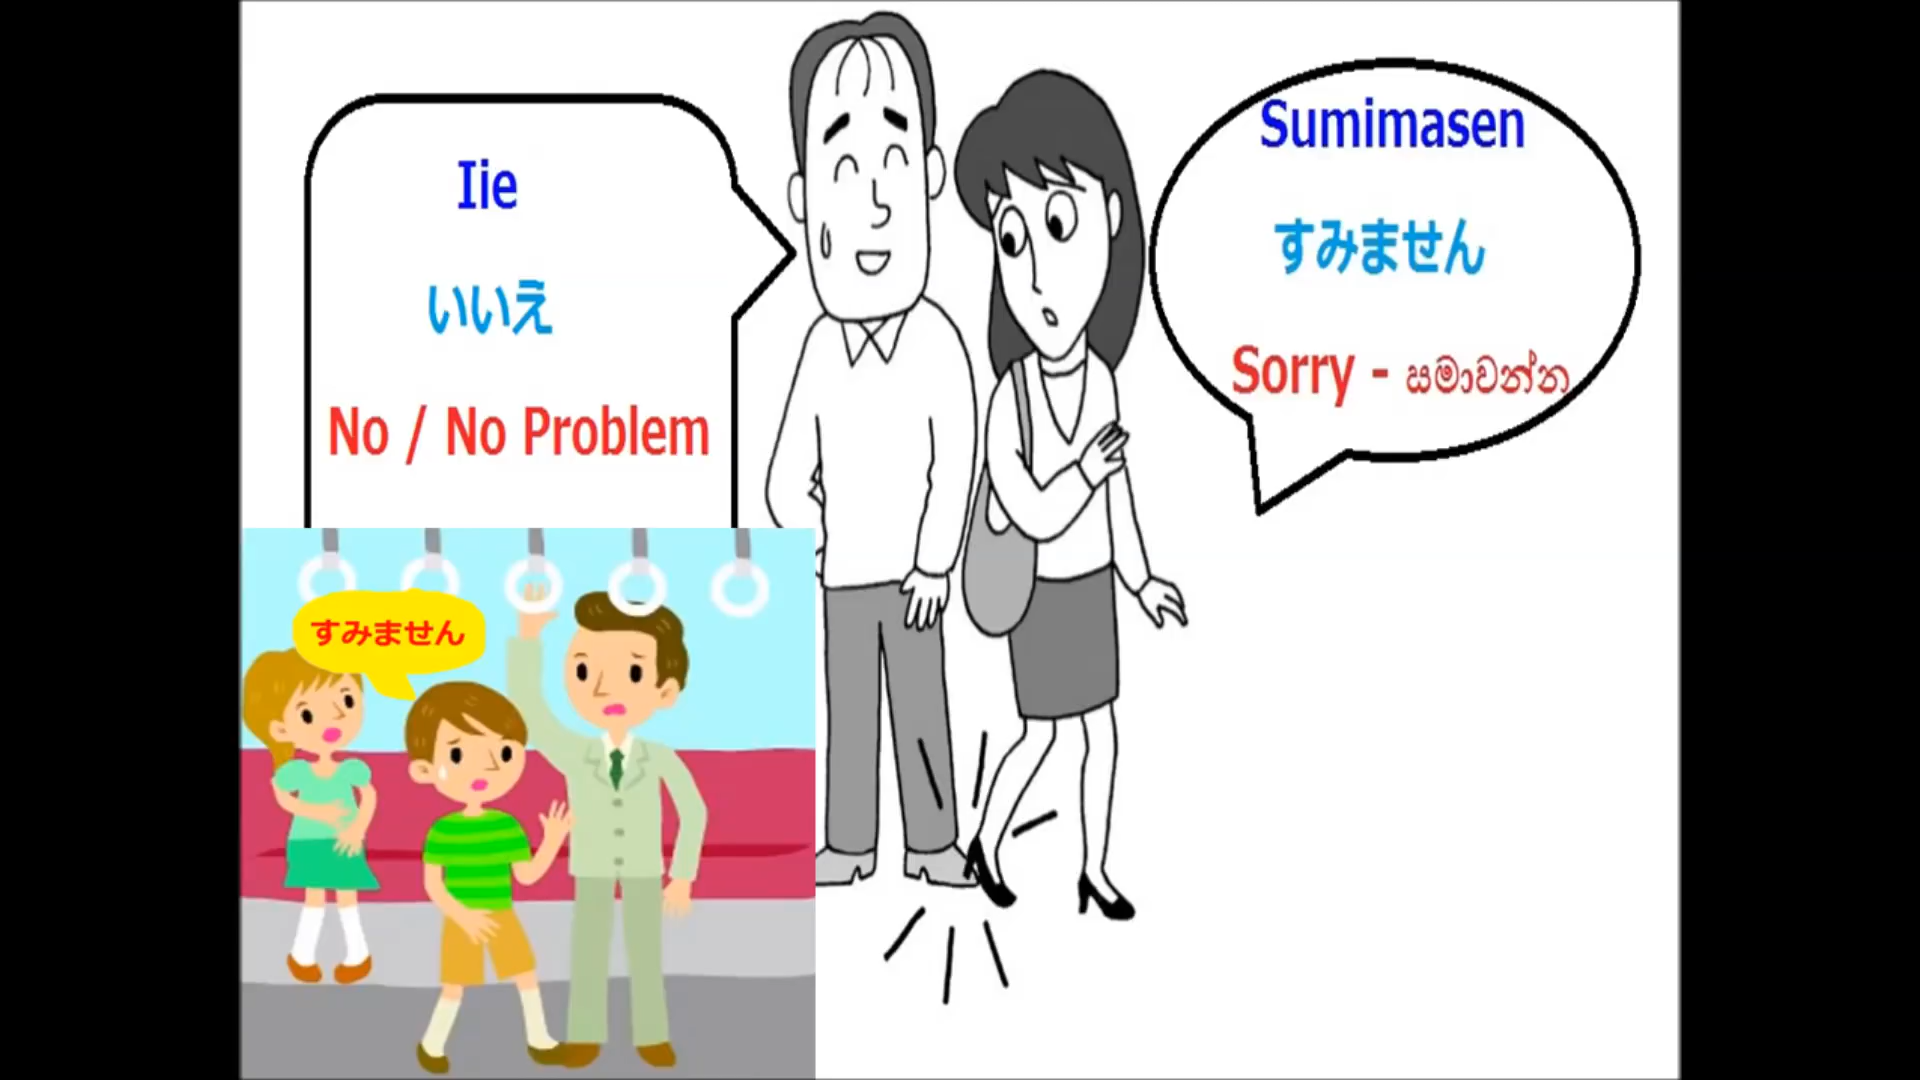 Iie
いいえ
No / No Problem
Sumimasen
すみません
Sorry - සමාවන්න
すみません